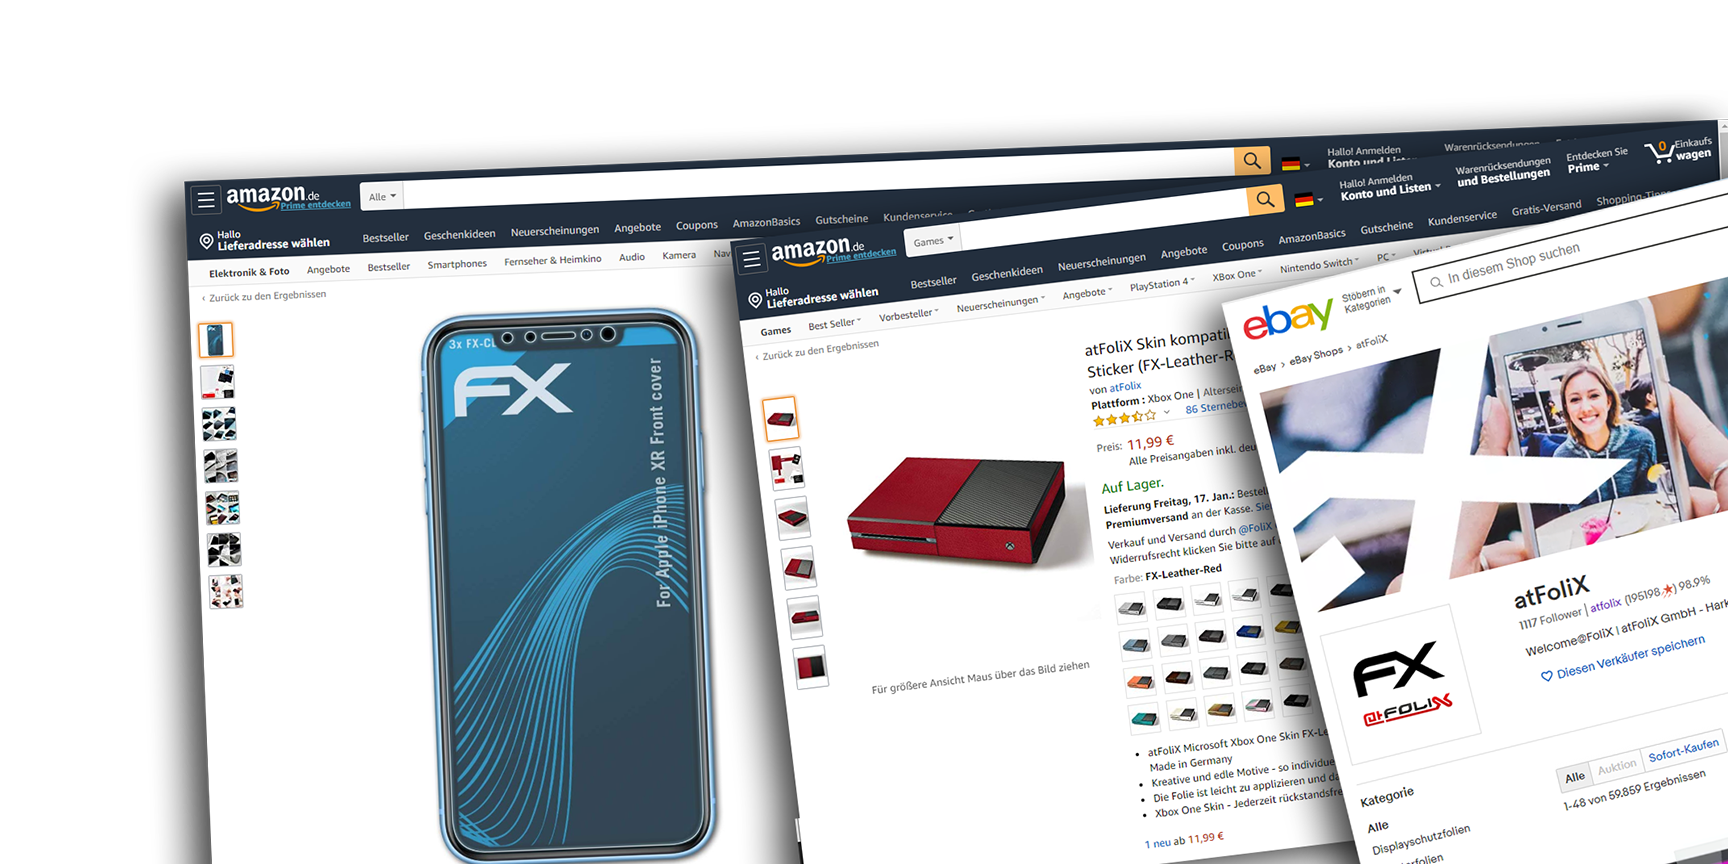 amazon.de
Prime entdecken
Alle
Hallo! Anmelden
Konto und Listen
Warenrücksendungen
Hallo
Lieferadresse wählen
Bestseller
Geschenkideen
Neuerscheinungen
Angebote
Coupons
AmazonBasics
Gutscheine
Kundenservice
Elektronik & Foto
Angebote
Bestseller
Smartphones
Fernseher & Heimkino
Audio
Kamera
Nav
‹ Zurück zu den Ergebnissen
3x FX-CL
FX
For Apple iPhone XR Front cover
amazon.de
Prime entdecken
Games
Hallo! Anmelden
Konto und Listen
Warenrücksendungen
und Bestellungen
Entdecken Sie
Prime
0
Einkaufs
wagen
Hallo
Lieferadresse wählen
Bestseller
Geschenkideen
Neuerscheinungen
Angebote
Coupons
AmazonBasics
Gutscheine
Kundenservice
Gratis-Versand
Shopping-Tipps
Games
Best Seller
Vorbesteller
Neuerscheinungen
Angebote
PlayStation 4
XBox One
Nintendo Switch
PC
‹ Zurück zu den Ergebnissen
atFoliX Skin kompati
Sticker (FX-Leather-R
von atFolix
Plattform : Xbox One | Altersein
86 Sternebe
Preis: 11,99 €
Alle Preisangaben inkl. deu
Auf Lager.
Lieferung Freitag, 17. Jan.: Bestell
Premiumversand an der Kasse. Sie
Verkauf und Versand durch @FoliX
Widerrufsrecht klicken Sie bitte auf
Farbe: FX-Leather-Red
Für größere Ansicht Maus über das Bild ziehen
• atFoliX Microsoft Xbox One Skin FX-Le
Made in Germany
• Kreative und edle Motive - so individue
• Die Folie ist leicht zu applizieren und da
• Xbox One Skin - Jederzeit rückstandsfre
1 neu ab 11,99 €
ebay
Stöbern in
Kategorien
In diesem Shop suchen
eBay › eBay Shops › atFoliX
atFoliX
1117 Follower | atfolix (195198 ) 98,9%
Welcome@FoliX | atFoliX GmbH - Hark
Diesen Verkäufer speichern
FX
@FOLIX
Alle
Auktion
Sofort-Kaufen
1-48 von 59.859 Ergebnissen
Kategorie
Alle
Displayschutzfolien